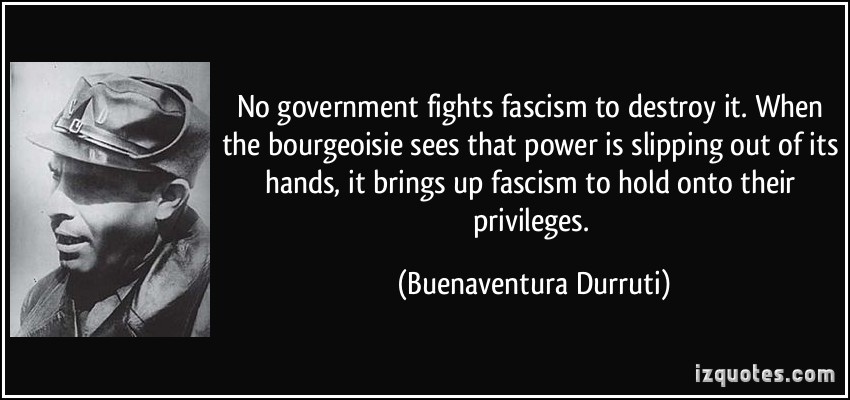 No government fights fascism to destroy it. When
the bourgeoisie sees that power is slipping out of its
hands, it brings up fascism to hold onto their
privileges.
(Buenaventura Durruti)
izquotes.com